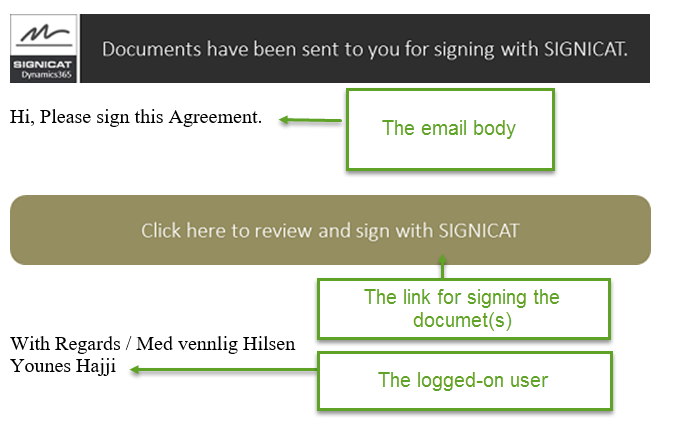 SIGNICAT
Dynamics365
Documents have been sent to you for signing with SIGNICAT.
Hi, Please sign this Agreement.
The email body
Click here to review and sign with SIGNICAT
The link for signing the
documet(s)
With Regards / Med vennlig Hilsen
Younes Hajji
The logged-on user